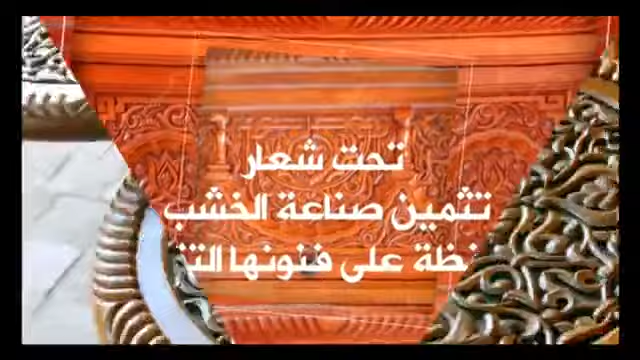 تحت شعار
تثمين صناعة الخشب
على فنونها